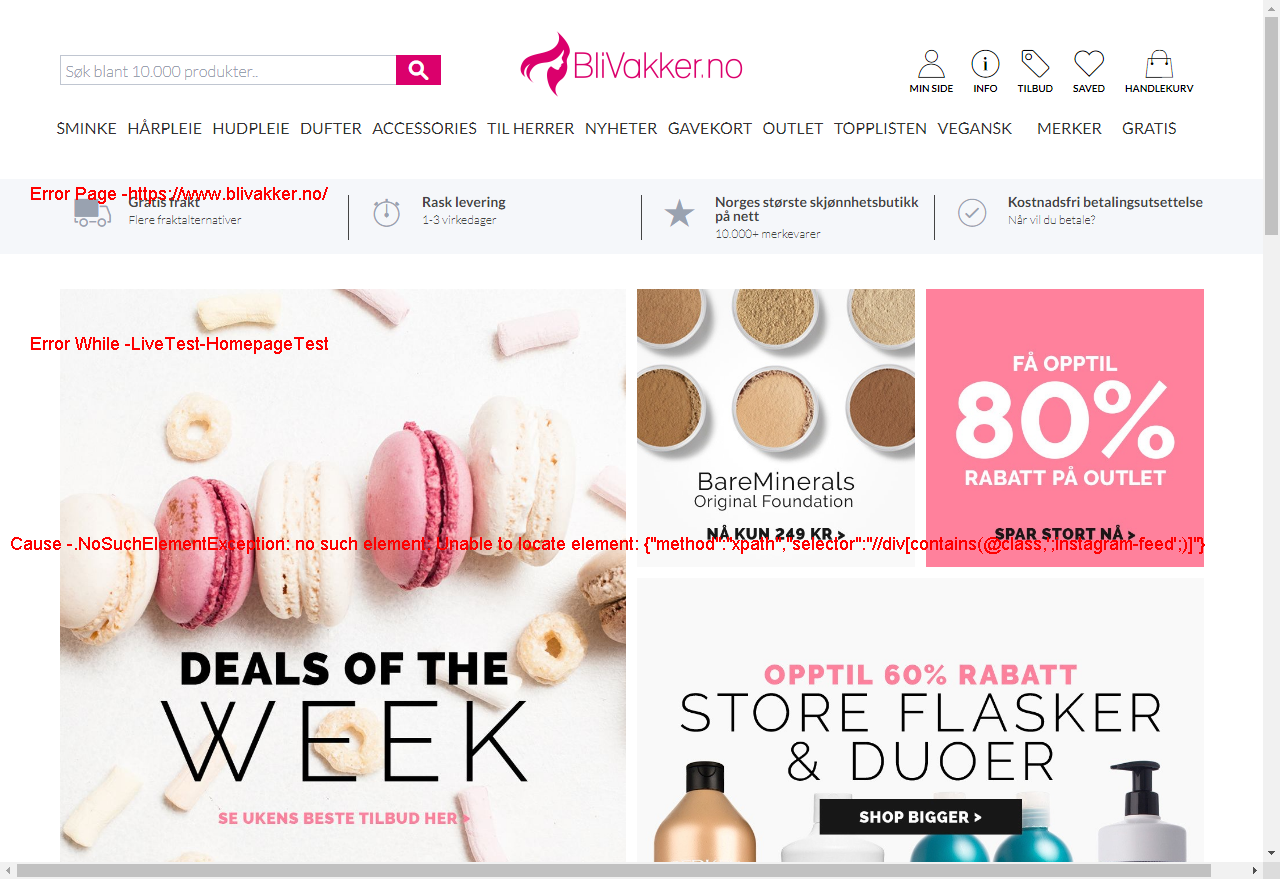 Søk blant 10.000 produkter..
BliVakker.no
MIN SIDE
INFO
TILBUD
SAVED
HANDLEKURV
SMINKE HÅRPLEIE HUDPLEIE DUFTER ACCESSORIES TIL HERRER NYHETER GAVEKORT OUTLET TOPPLISTEN VEGANSK MERKER GRATIS
Error Page -https://www.blivakker.no/
Gratis frakt
Flere fraktalternativer
Rask levering
1-3 virkedager
Norges største skjønnhetsbutikk
på nett
10.000+ merkevarer
Kostnadsfri betalingsutsettelse
Når vil du betale?
Error While -LiveTest-HomepageTest
BareMinerals
Original Foundation
NÅ KUN 249 KR >
FÅ OPPTIL
80%
RABATT PÅ OUTLET
SPAR STORT NÅ >
Cause -.NoSuchElementException: no such element: Unable to locate element: {"method":"xpath","selector":"//div[contains(@class,';instagram-feed';)]"}
DEALS OF THE
WEEK
SE UKENS BESTE TILBUD HER >
OPPTIL 60% RABATT
STORE FLASKER
& DUOER
SHOP BIGGER >